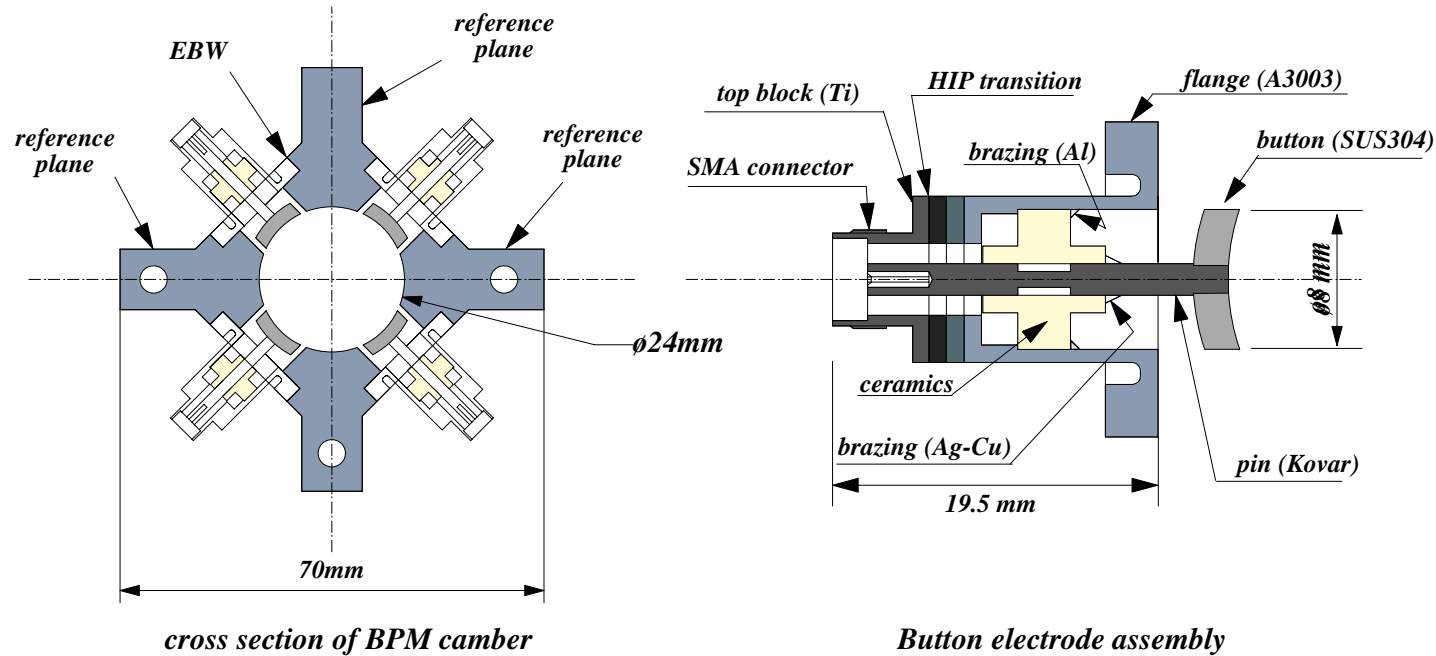 reference
plane
EBW
reference
plane
reference
plane
ø24mm
70mm
cross section of BPM camber
HIP transition
flange (A3003)
top block (Ti)
brazing (Al)
button (SUS304)
SMA connector
ø8 mm
ceramics
brazing (Ag-Cu)
pin (Kovar)
19.5 mm
Button electrode assembly